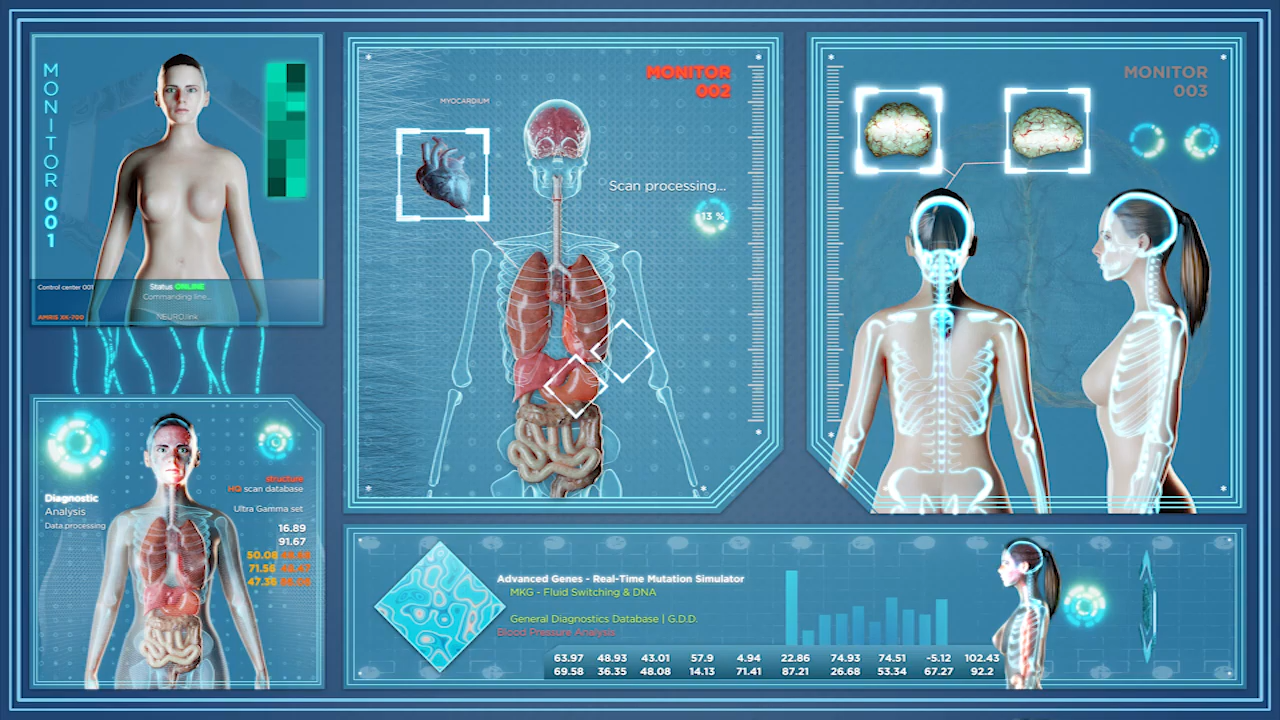 MONITOR 001
Control center 001
Status ONLINE
Commanding line...
AMIRIS XK-700
NEURO.link
MONITOR
002
MYOCARDIUM
Scan processing...
13 %
MONITOR
003
Diagnostic
Analysis
Data processing
structure
HQ scan database
Ultra Gamma set
16.89
91.67
50.08
71.56
47.36
Advanced Genes - Real-Time Mutation Simulator
MKG - Fluid Switching & DNA
General Diagnostics Database | G.D.D.
Blood Pressure Analysis
63.97 48.93 43.01 57.9 4.94 22.86 74.93 74.51 -5.12 102.43
69.58 36.35 48.08 14.13 71.41 87.21 26.68 53.34 67.27 92.2